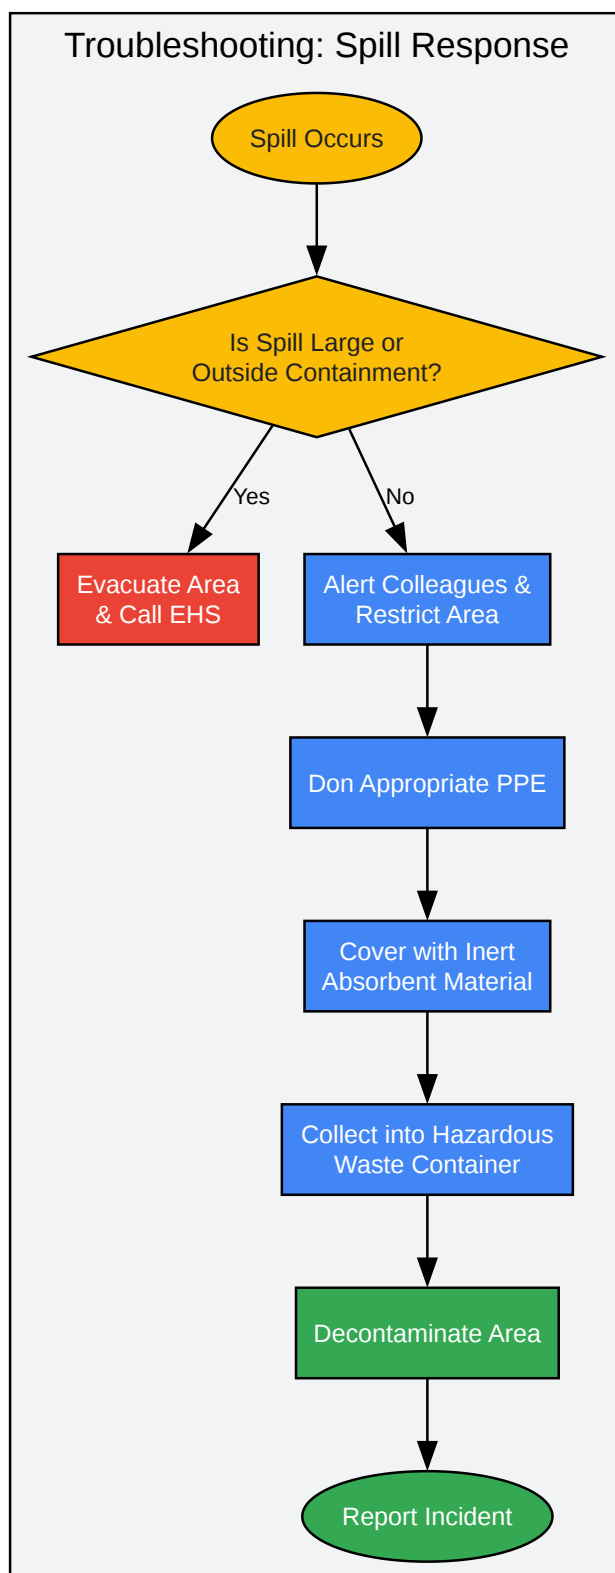 Troubleshooting: Spill Response
Spill Occurs
Is Spill Large or
Outside Containment?
Yes
No
Evacuate Area
& Call EHS
Alert Colleagues &
Restrict Area
Don Appropriate PPE
Cover with Inert
Absorbent Material
Collect into Hazardous
Waste Container
Decontaminate Area
Report Incident